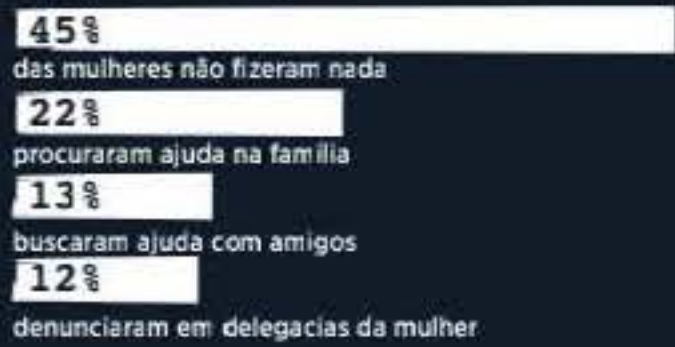 45%
das mulheres não fizeram nada
22%
procuraram ajuda na família
13%
buscaram ajuda com amigos
12%
denunciaram em delegacias da mulher